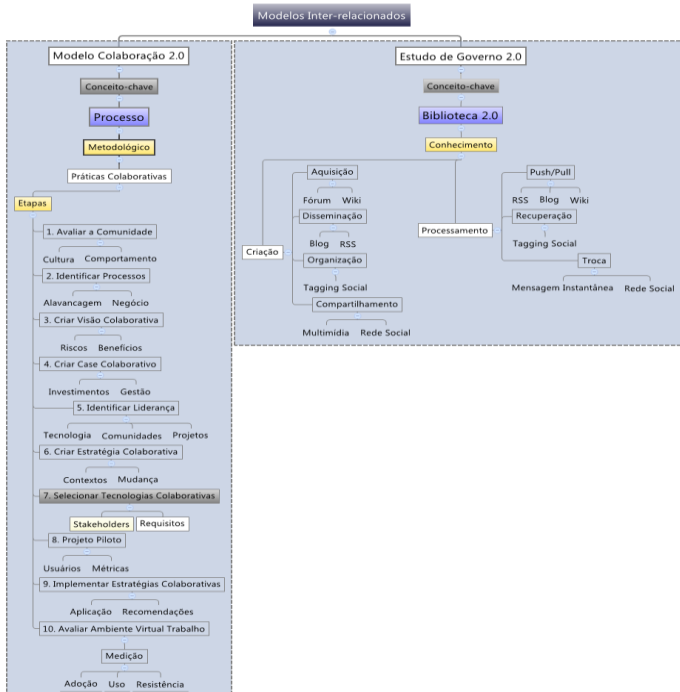 Modelos Inter-relacionados
Modelo Colaboração 2.0
Conceito-chave
Processo
Metodológico
Práticas Colaborativas
Etapas
1. Avaliar a Comunidade
Cultura Comportamento
2. Identificar Processos
Alavancagem Negócio
3. Criar Visão Colaborativa
Riscos Benefícios
4. Criar Case Colaborativo
Investimentos Gestão
5. Identificar Liderança
Tecnologia Comunidades Projetos
6. Criar Estratégia Colaborativa
Contextos Mudança
7. Selecionar Tecnologias Colaborativas
Stakeholders Requisitos
8. Projeto Piloto
Usuários Métricas
9. Implementar Estratégias Colaborativas
Aplicação Recomendações
10. Avaliar Ambiente Virtual Trabalho
Medição
Adoção Uso Resistência
Estudo de Governo 2.0
Conceito-chave
Biblioteca 2.0
Conhecimento
Criação
Aquisição
Fórum Wiki
Disseminação
Blog RSS
Organização
Tagging Social
Compartilhamento
Multimídia Rede Social
Processamento
Push/Pull
RSS Blog Wiki
Recuperação
Tagging Social
Troca
Mensagem Instantânea Rede Social